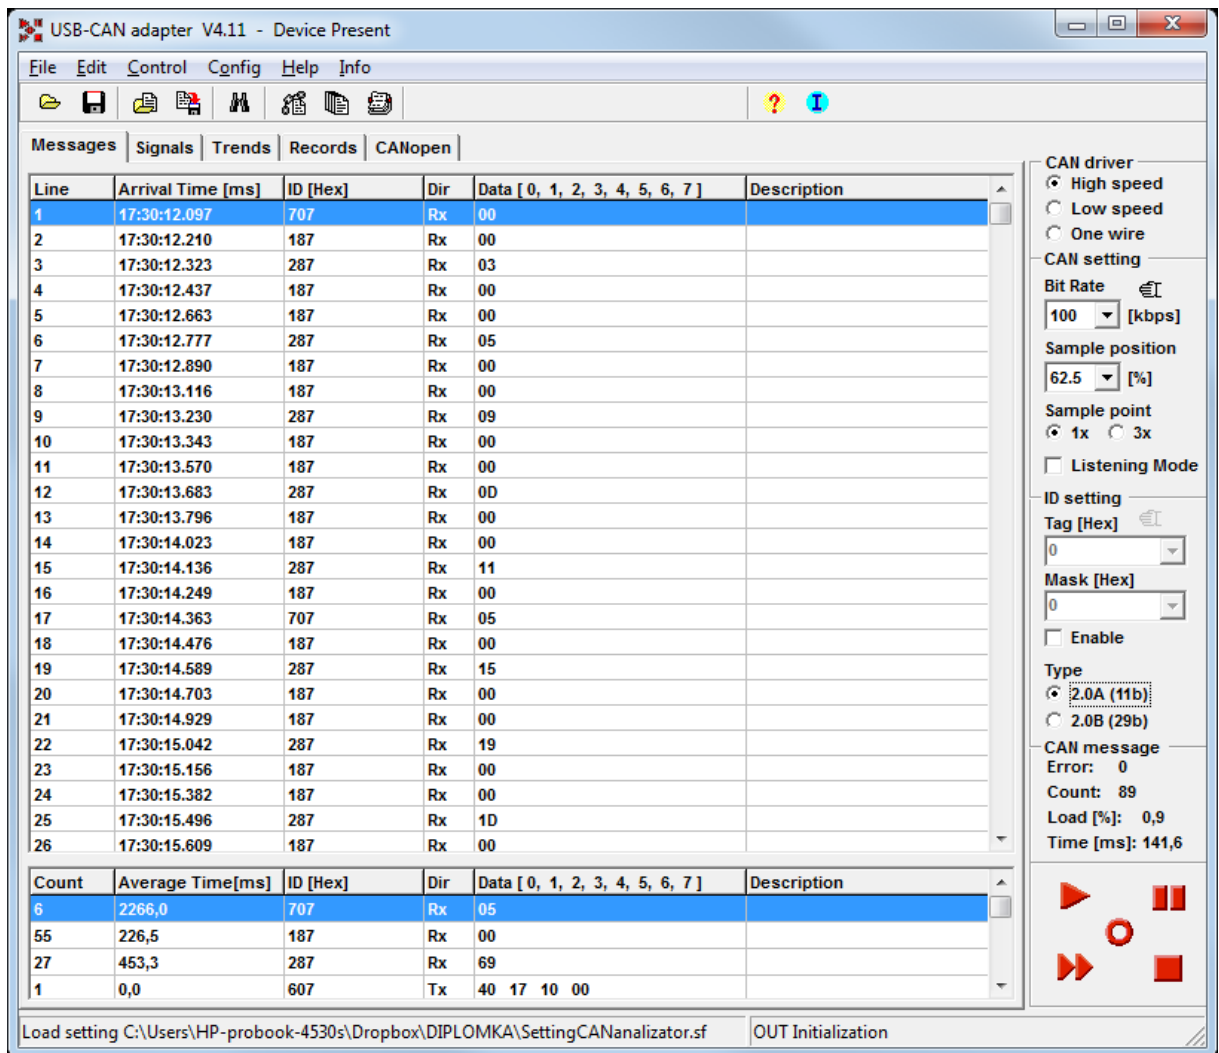 USB-CAN adapter V4.11 - Device Present
File Edit Control Config Help Info
Messages Signals Trends Records CANopen
Line Arrival Time [ms] ID [Hex] Dir Data [ 0, 1, 2, 3, 4, 5, 6, 7 ] Description
1 17:30:12.097 707 Rx 00
2 17:30:12.210 187 Rx 00
3 17:30:12.323 287 Rx 03
4 17:30:12.437 187 Rx 00
5 17:30:12.663 187 Rx 00
6 17:30:12.777 287 Rx 05
7 17:30:12.890 187 Rx 00
8 17:30:13.116 187 Rx 00
9 17:30:13.230 287 Rx 09
10 17:30:13.343 187 Rx 00
11 17:30:13.570 187 Rx 00
12 17:30:13.683 287 Rx 0D
13 17:30:13.796 187 Rx 00
14 17:30:14.023 187 Rx 00
15 17:30:14.136 287 Rx 11
16 17:30:14.249 187 Rx 00
17 17:30:14.363 707 Rx 05
18 17:30:14.476 187 Rx 00
19 17:30:14.589 287 Rx 15
20 17:30:14.703 187 Rx 00
21 17:30:14.929 187 Rx 00
22 17:30:15.042 287 Rx 19
23 17:30:15.156 187 Rx 00
24 17:30:15.382 187 Rx 00
25 17:30:15.496 287 Rx 1D
26 17:30:15.609 187 Rx 00
Count Average Time[ms] ID [Hex] Dir Data [ 0, 1, 2, 3, 4, 5, 6, 7 ] Description
6 2266,0 707 Rx 05
55 226,5 187 Rx 00
27 453,3 287 Rx 69
1 0,0 607 Tx 40 17 10 00
CAN driver
High speed
Low speed
One wire
CAN setting
Bit Rate
100 [kbps]
Sample position
62.5 [%]
Sample point
1x 3x
Listening Mode
ID setting
Tag [Hex]
0
Mask [Hex]
0
Enable
Type
2.0A (11b)
2.0B (29b)
CAN message
Error: 0
Count: 89
Load [%]: 0,9
Time [ms]: 141,6
Load setting C:\Users\HP-probook-4530s\Dropbox\DIPLOMKA\SettingCANanalizator.sf OUT Initialization